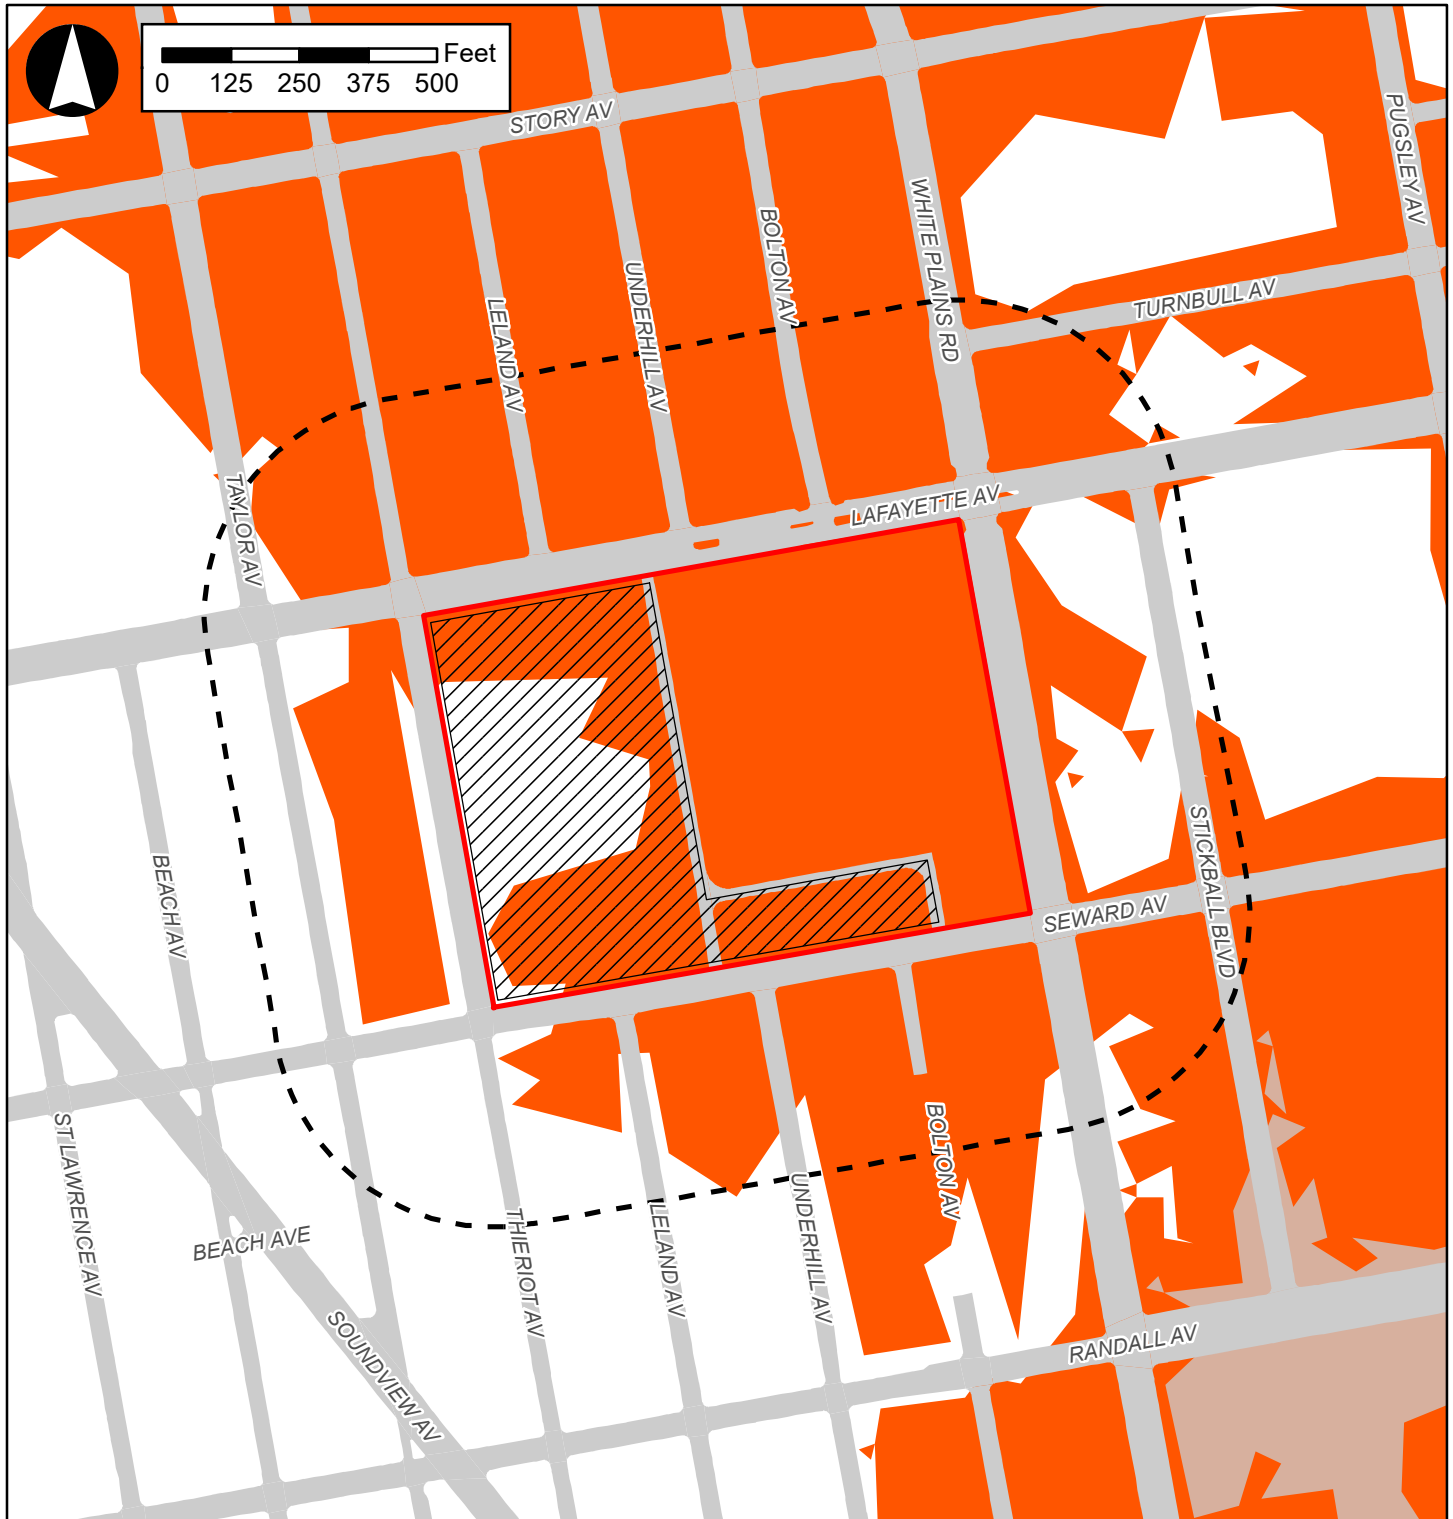 Feet
0 125 250 375 500
STORY AV
PUGSLEY AV
WHITE PLAINS RD
BOLTON AV
UNDERHILL AV
LELAND AV
TURNBULL AV
TAYLOR AV
LAFAYETTE AV
STICKBALL BLVD
BEACH AV
SEWARD AV
ST LAWRENCE AV
BOLTON AV
UNDERHILL AV
LELAND AV
THIERIOT AV
BEACH AVE
SOUNDVIEW AV
RANDALL AV